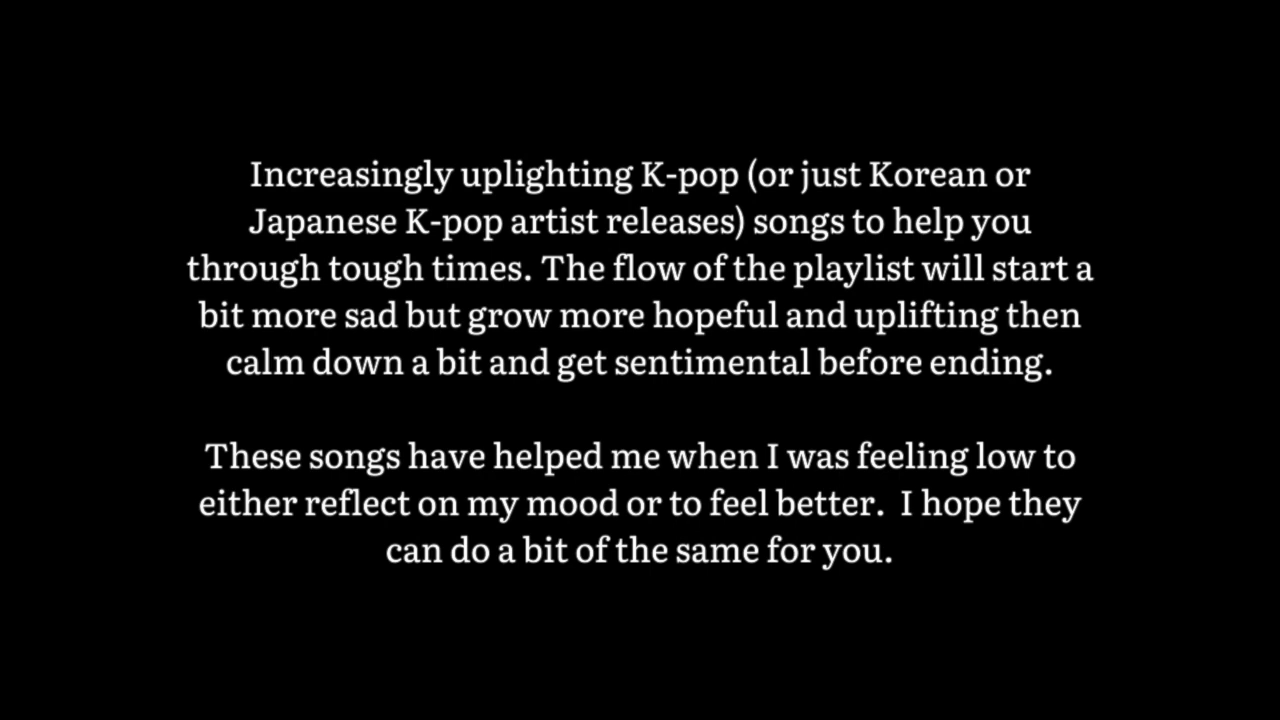 Increasingly uplighting K-pop (or just Korean or
Japanese K-pop artist releases) songs to help you
through tough times. The flow of the playlist will start a
bit more sad but grow more hopeful and uplifting then
calm down a bit and get sentimental before ending.
These songs have helped me when I was feeling low to
either reflect on my mood or to feel better.  I hope they
can do a bit of the same for you.